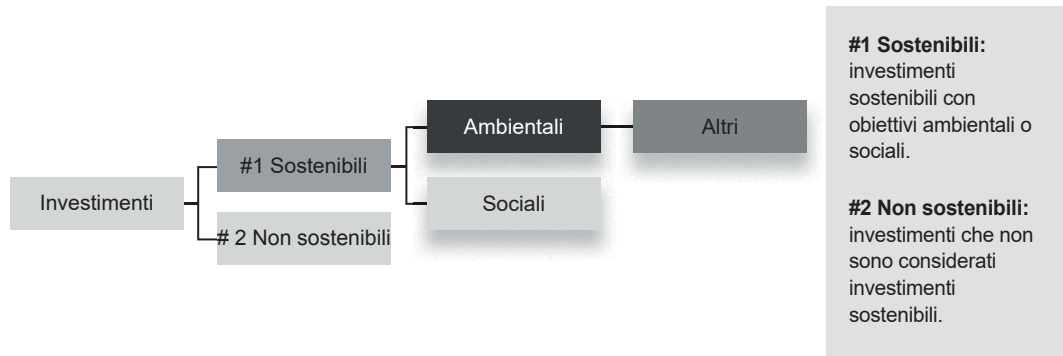 Investimenti
#1 Sostenibili
# 2 Non sostenibili
Ambientali
Sociali
Altri
#1 Sostenibili:
investimenti
sostenibili con
obiettivi ambientali o
sociali.
#2 Non sostenibili:
investimenti che non
sono considerati
investimenti
sostenibili.